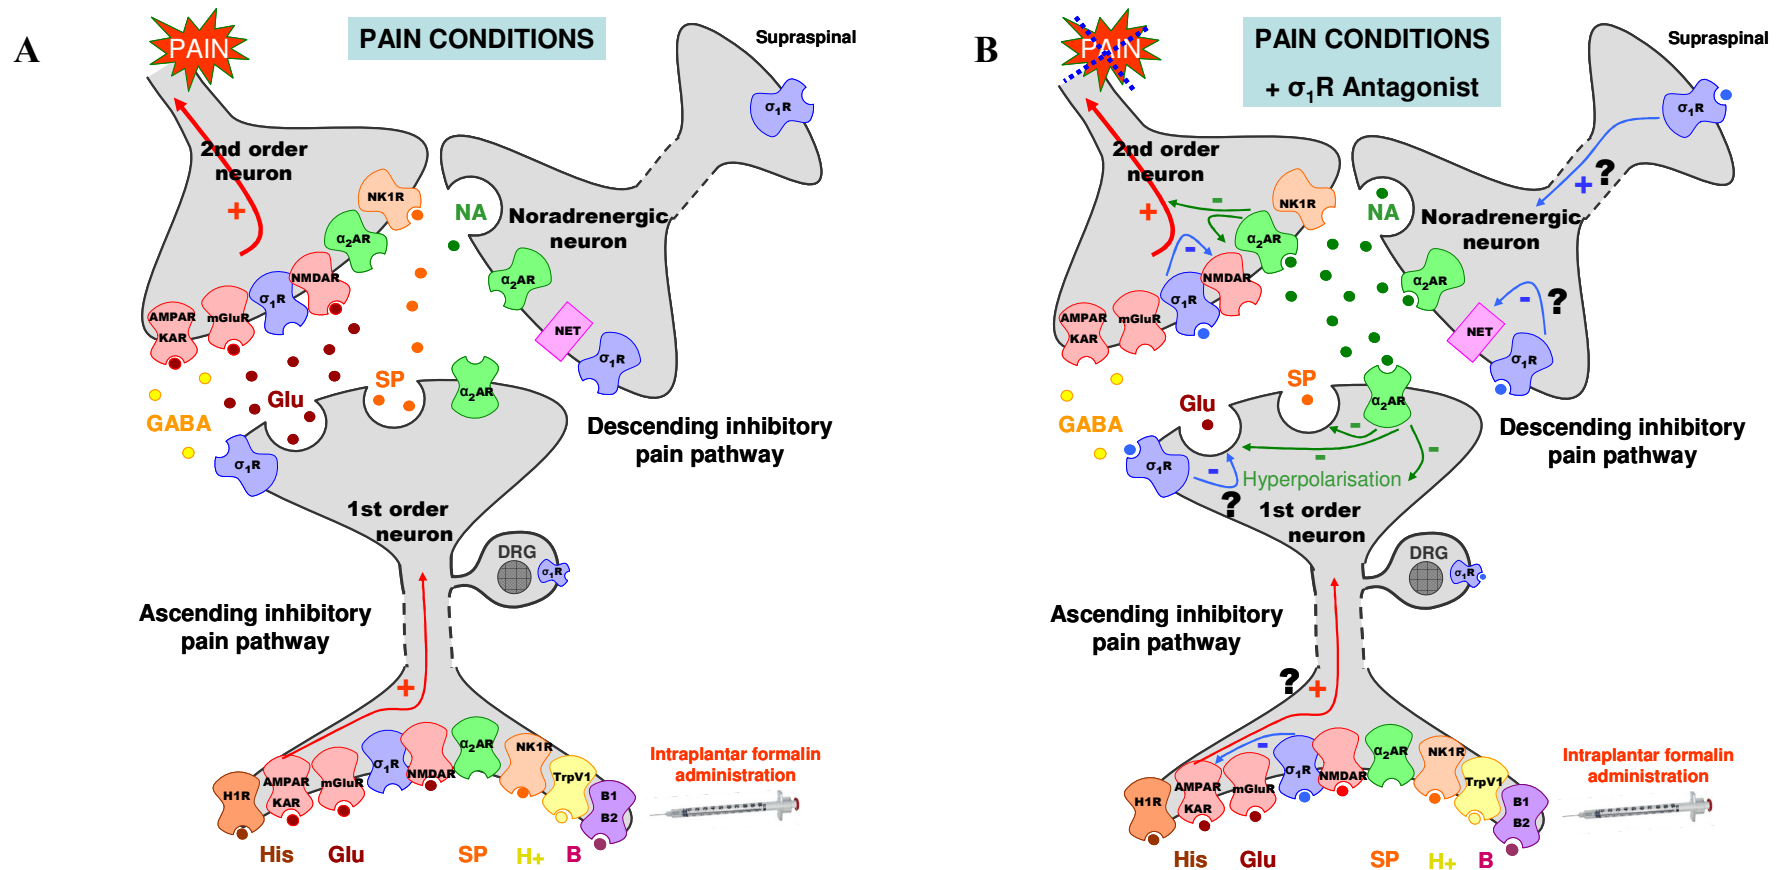 A
PAIN
PAIN CONDITIONS
Supraspinal
σ1R
2nd order
neuron
NK1R
+
NA
Noradrenergic
neuron
α2AR
α2AR
NMDAR
σ1R
AMPAR
KAR
mGluR
NET
σ1R
SP
α2AR
Glu
GABA
σ1R
Descending inhibitory
pain pathway
1st order
neuron
DRG
σ1R
Ascending inhibitory
pain pathway
+
H1R
AMPAR
KAR
mGluR
σ1R
NMDAR
α2AR
NK1R
TrpV1
B1
B2
Intraplantar formalin
administration
His
Glu
SP
H+
B
B
PAIN
PAIN CONDITIONS
+ σ1R Antagonist
Supraspinal
σ1R
+
?
2nd order
neuron
+
-
NK1R
NA
Noradrenergic
neuron
α2AR
-
NMDAR
σ1R
AMPAR
KAR
mGluR
α2AR
NET
-
?
σ1R
SP
α2AR
Glu
GABA
σ1R
-
-
-
-
?
Hyperpolarisation
Descending inhibitory
pain pathway
1st order
neuron
DRG
σ1R
Ascending inhibitory
pain pathway
?
+
-
H1R
AMPAR
KAR
mGluR
σ1R
NMDAR
α2AR
NK1R
TrpV1
B1
B2
Intraplantar formalin
administration
His
Glu
SP
H+
B